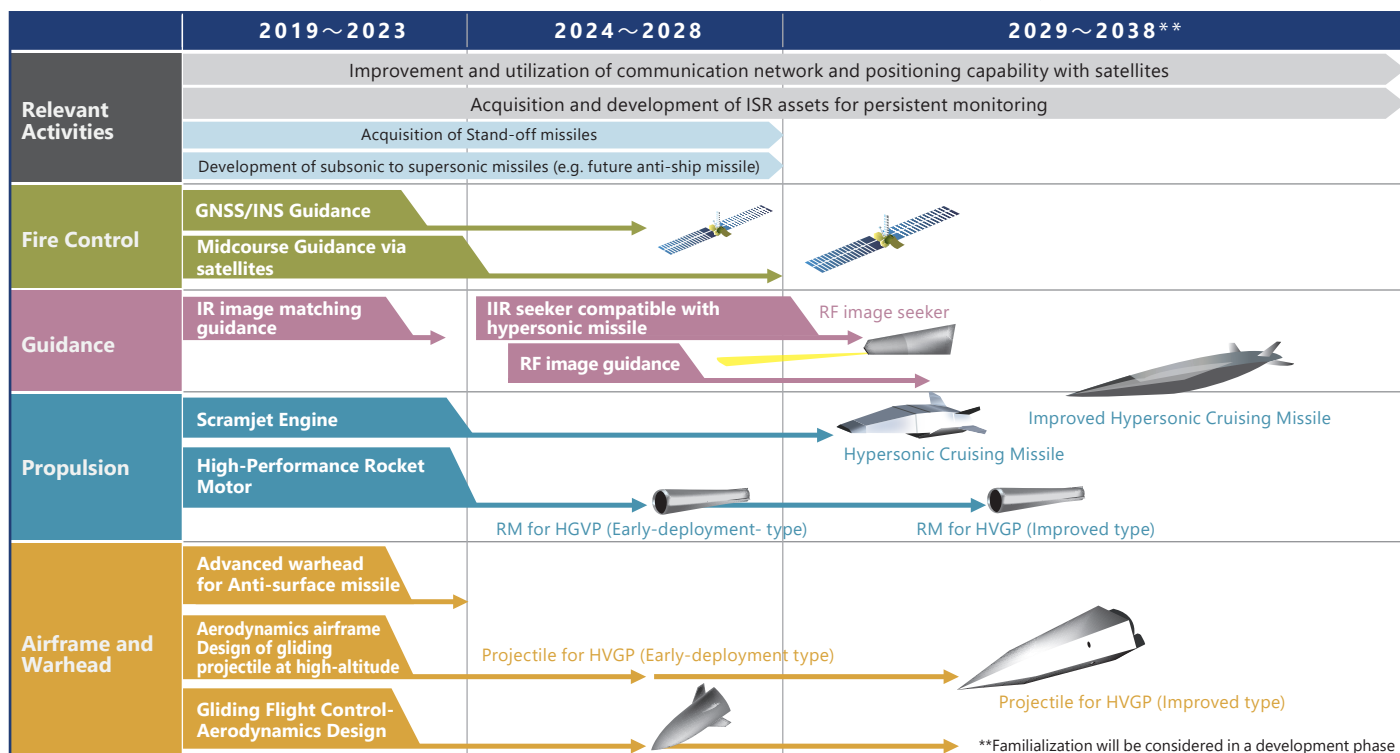 2019～2023
2024～2028
2029～2038**
Relevant
Activities
Improvement and utilization of communication network and positioning capability with satellites
Acquisition and development of ISR assets for persistent monitoring
Acquisition of Stand-off missiles
Development of subsonic to supersonic missiles (e.g. future anti-ship missile)
Fire Control
GNSS/INS Guidance
Midcourse Guidance via
satellites
Guidance
IR image matching
guidance
IIR seeker compatible with
hypersonic missile
RF image seeker
RF image guidance
Propulsion
Scramjet Engine
Hypersonic Cruising Missile
Improved Hypersonic Cruising Missile
High-Performance Rocket
Motor
RM for HGVP (Early-deployment- type)
RM for HVGP (Improved type)
Airframe and
Warhead
Advanced warhead
for Anti-surface missile
Aerodynamics airframe
Design of gliding
projectile at high-altitude
Projectile for HVGP (Early-deployment type)
Projectile for HVGP (Improved type)
Gliding Flight Control-
Aerodynamics Design
**Familialization will be considered in a development phase